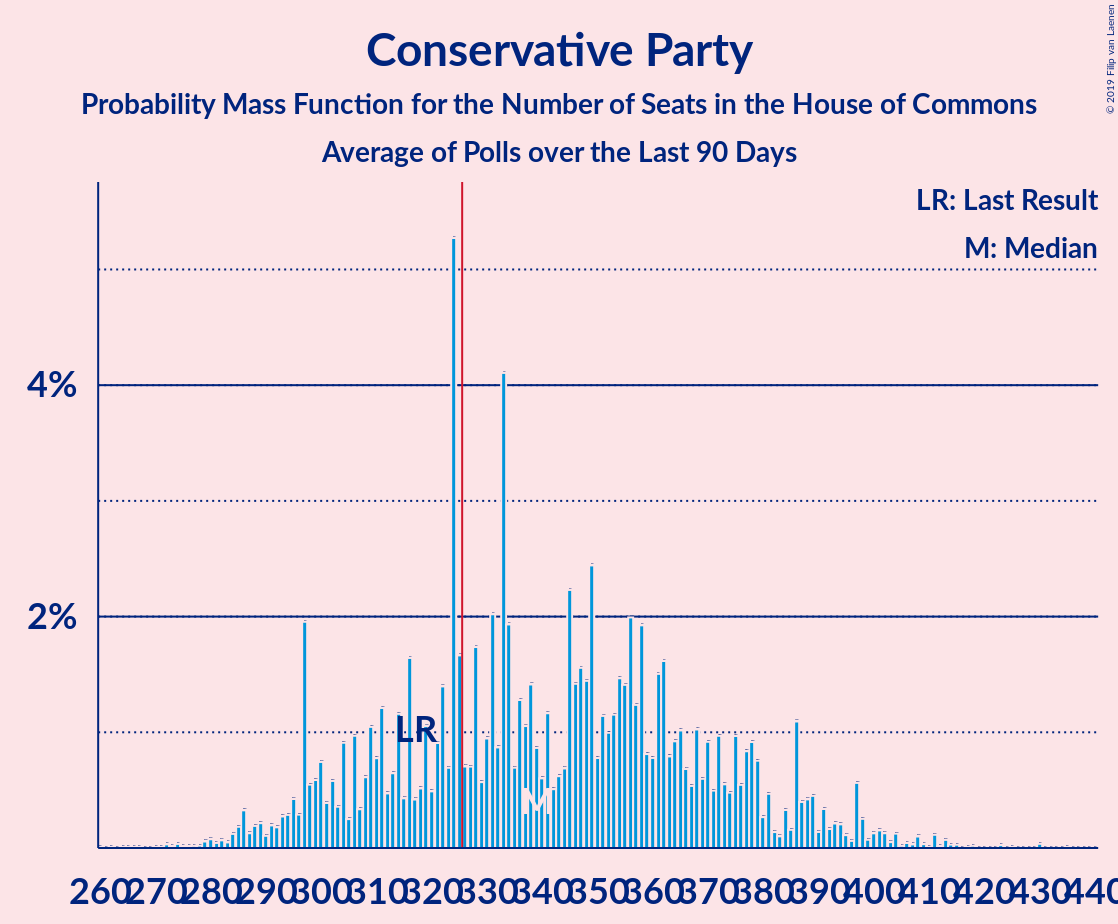 Conservative Party
Probability Mass Function for the Number of Seats in the House of Commons
Average of Polls over the Last 90 Days
© 2019 Filip van Laenen
LR: Last Result
M: Median
4%
2%
LR
M
260 270 280 290 300 310 320 330 340 350 360 370 380 390 400 410 420 430 440